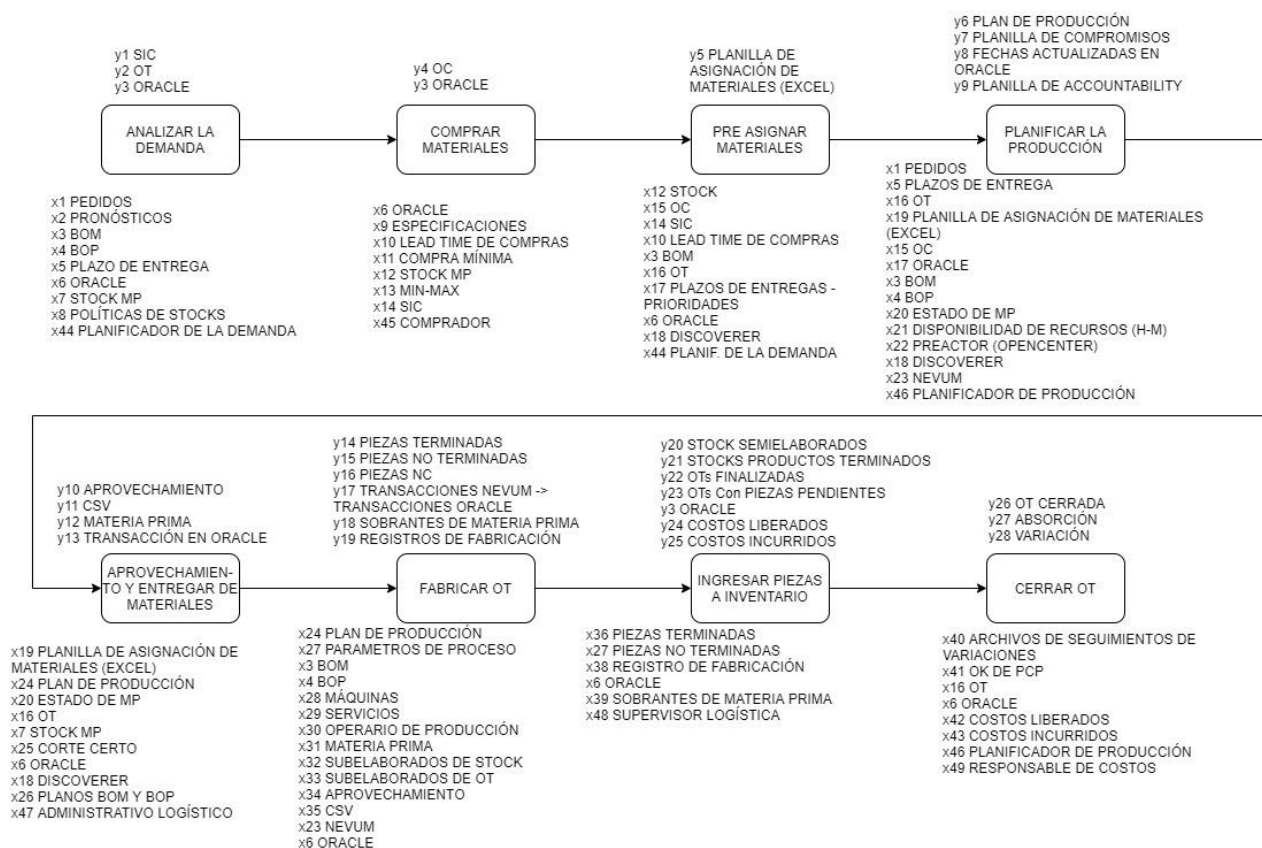 y1 SIC
y2 OT
y3 ORACLE
ANALIZAR LA
DEMANDA
x1 PEDIDOS
x2 PRONÓSTICOS
x3 BOM
x4 BOP
x5 PLAZO DE ENTREGA
x6 ORACLE
x7 STOCK MP
x8 POLÍTICAS DE STOCKS
x44 PLANIFICADOR DE LA DEMANDA
y4 OC
y3 ORACLE
COMPRAR
MATERIALES
x6 ORACLE
x9 ESPECIFICACIONES
x10 LEAD TIME DE COMPRAS
x11 COMPRA MÍNIMA
x12 STOCK MP
x13 MIN-MAX
x14 SIC
x45 COMPRADOR
y5 PLANILLA DE
ASIGNACIÓN DE
MATERIALES (EXCEL)
PRE ASIGNAR
MATERIALES
x12 STOCK
x15 OC
x14 SIC
x10 LEAD TIME DE COMPRAS
x3 BOM
x16 OT
x17 PLAZOS DE ENTREGAS -
PRIORIDADES
x6 ORACLE
x18 DISCOVERER
x44 PLANIF. DE LA DEMANDA
y6 PLAN DE PRODUCCIÓN
y7 PLANILLA DE COMPROMISOS
y8 FECHAS ACTUALIZADAS EN
ORACLE
y9 PLANILLA DE ACCOUNTABILITY
PLANIFICAR LA
PRODUCCIÓN
x1 PEDIDOS
x5 PLAZOS DE ENTREGA
x16 OT
x19 PLANILLA DE ASIGNACIÓN DE MATERIALES
(EXCEL)
x15 OC
x17 ORACLE
x3 BOM
x4 BOP
x20 ESTADO DE MP
x21 DISPONIBILIDAD DE RECURSOS (H-M)
x22 PREACTOR (OPENCENTER)
x18 DISCOVERER
x23 NEVUM
x46 PLANIFICADOR DE PRODUCCIÓN
y10 APROVECHAMIENTO
y11 CSV
y12 MATERIA PRIMA
y13 TRANSACCIÓN EN ORACLE
APROVECHAMIEN-
TO Y ENTREGAR DE
MATERIALES
x19 PLANILLA DE ASIGNACIÓN DE
MATERIALES (EXCEL)
x24 PLAN DE PRODUCCIÓN
x20 ESTADO DE MP
x16 OT
x7 STOCK MP
x25 CORTE CERTO
x6 ORACLE
x18 DISCOVERER
x26 PLANOS BOM Y BOP
x47 ADMINISTRATIVO LOGÍSTICO
y14 PIEZAS TERMINADAS
y15 PIEZAS NO TERMINADAS
y16 PIEZAS NC
y17 TRANSACCIONES NEVUM ->
TRANSACCIONES ORACLE
y18 SOBRANTES DE MATERIA PRIMA
y19 REGISTROS DE FABRICACIÓN
FABRICAR OT
x24 PLAN DE PRODUCCIÓN
x27 PARAMETROS DE PROCESO
x3 BOM
x4 BOP
x28 MÁQUINAS
x29 SERVICIOS
x30 OPERARIO DE PRODUCCIÓN
x31 MATERIA PRIMA
x32 SUBELABORADOS DE STOCK
x33 SUBELABORADOS DE OT
x34 APROVECHAMIENTO
x35 CSV
x23 NEVUM
x6 ORACLE
y20 STOCK SEMIELABORADOS
y21 STOCKS PRODUCTOS TERMINADOS
y22 OTs FINALIZADAS
y23 OTs Con PIEZAS PENDIENTES
y3 ORACLE
y24 COSTOS LIBERADOS
y25 COSTOS INCURRIDOS
INGRESAR PIEZAS
A INVENTARIO
x36 PIEZAS TERMINADAS
x27 PIEZAS NO TERMINADAS
x38 REGISTRO DE FABRICACIÓN
x6 ORACLE
x39 SOBRANTES DE MATERIA PRIMA
x48 SUPERVISOR LOGÍSTICA
y26 OT CERRADA
y27 ABSORCIÓN
y28 VARIACIÓN
CERRAR OT
x40 ARCHIVOS DE SEGUIMIENTOS DE
VARIACIONES
x41 OK DE PCP
x16 OT
x6 ORACLE
x42 COSTOS LIBERADOS
x43 COSTOS INCURRIDOS
x46 PLANIFICADOR DE PRODUCCIÓN
x49 RESPONSABLE DE COSTOS